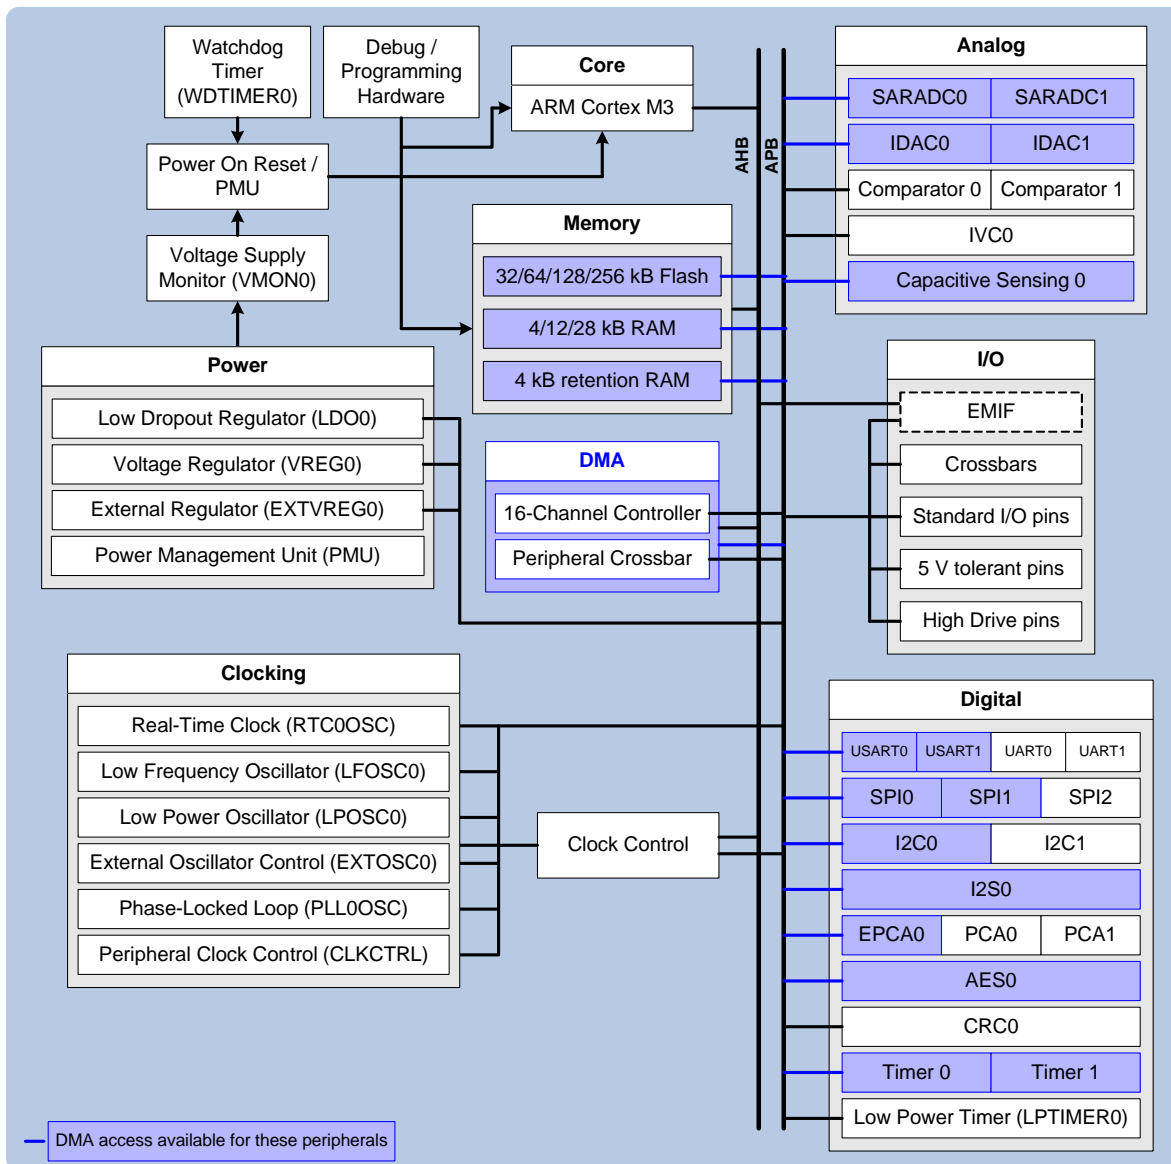 Watchdog
Timer
(WDTIMER0)
Debug /
Programming
Hardware
Core
ARM Cortex M3
Power On Reset /
PMU
Voltage Supply
Monitor (VMON0)
AHB
APB
Memory
32/64/128/256 kB Flash
4/12/28 kB RAM
4 kB retention RAM
Power
Low Dropout Regulator (LDO0)
Voltage Regulator (VREG0)
External Regulator (EXTVREG0)
Power Management Unit (PMU)
DMA
16-Channel Controller
Peripheral Crossbar
Analog
SARADC0 SARADC1
IDAC0 IDAC1
Comparator 0 Comparator 1
IVC0
Capacitive Sensing 0
I/O
EMIF
Crossbars
Standard I/O pins
5 V tolerant pins
High Drive pins
Clocking
Real-Time Clock (RTC0OSC)
Low Frequency Oscillator (LFOSC0)
Low Power Oscillator (LPOSC0)
External Oscillator Control (EXTOSC0)
Phase-Locked Loop (PLL0OSC)
Peripheral Clock Control (CLKCTRL)
Clock Control
Digital
USART0 USART1 UART0 UART1
SPI0 SPI1 SPI2
I2C0 I2C1
I2S0
EPCA0 PCA0 PCA1
AES0
CRC0
Timer 0 Timer 1
Low Power Timer (LPTIMER0)
DMA access available for these peripherals